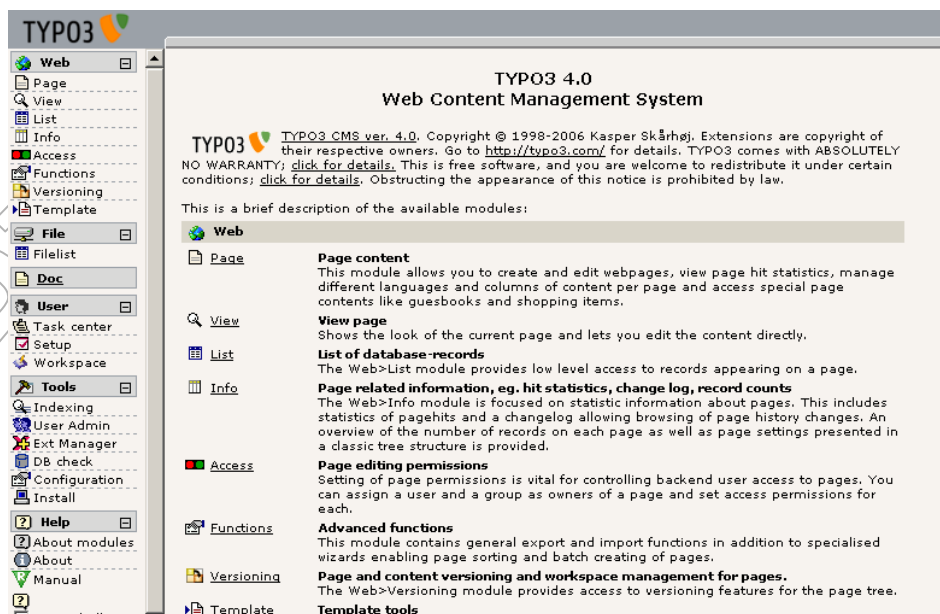 TYPO3
Web
Page
View
List
Info
Access
Functions
Versioning
Template
File
Filelist
Doc
User
Task center
Setup
Workspace
Tools
Indexing
User Admin
Ext Manager
DB check
Configuration
Install
Help
About modules
About
Manual
TYPO3 4.0
Web Content Management System
TYPO3
TYPO3 CMS ver. 4.0. Copyright © 1998-2006 Kasper Skårhøj. Extensions are copyright of
their respective owners. Go to http://typo3.com/ for details. TYPO3 comes with ABSOLUTELY
NO WARRANTY; click for details. This is free software, and you are welcome to redistribute it under certain
conditions; click for details. Obstructing the appearance of this notice is prohibited by law.
This is a brief description of the available modules:
Web
Page Page content
This module allows you to create and edit webpages, view page hit statistics, manage
different languages and columns of content per page and access special page
contents like guesbooks and shopping items.
View View page
Shows the look of the current page and lets you edit the content directly.
List List of database-records
The Web>List module provides low level access to records appearing on a page.
Info Page related information, eg. hit statistics, change log, record counts
The Web>Info module is focused on statistic information about pages. This includes
statistics of pagehits and a changelog allowing browsing of page history changes. An
overview of the number of records on each page as well as page settings presented in
a classic tree structure is provided.
Access Page editing permissions
Setting of page permissions is vital for controlling backend user access to pages. You
can assign a user and a group as owners of a page and set access permissions for
each.
Functions Advanced functions
This module contains general export and import functions in addition to specialised
wizards enabling page sorting and batch creating of pages.
Versioning Page and content versioning and workspace management for pages.
The Web>Versioning module provides access to versioning features for the page tree.
Template Template tools